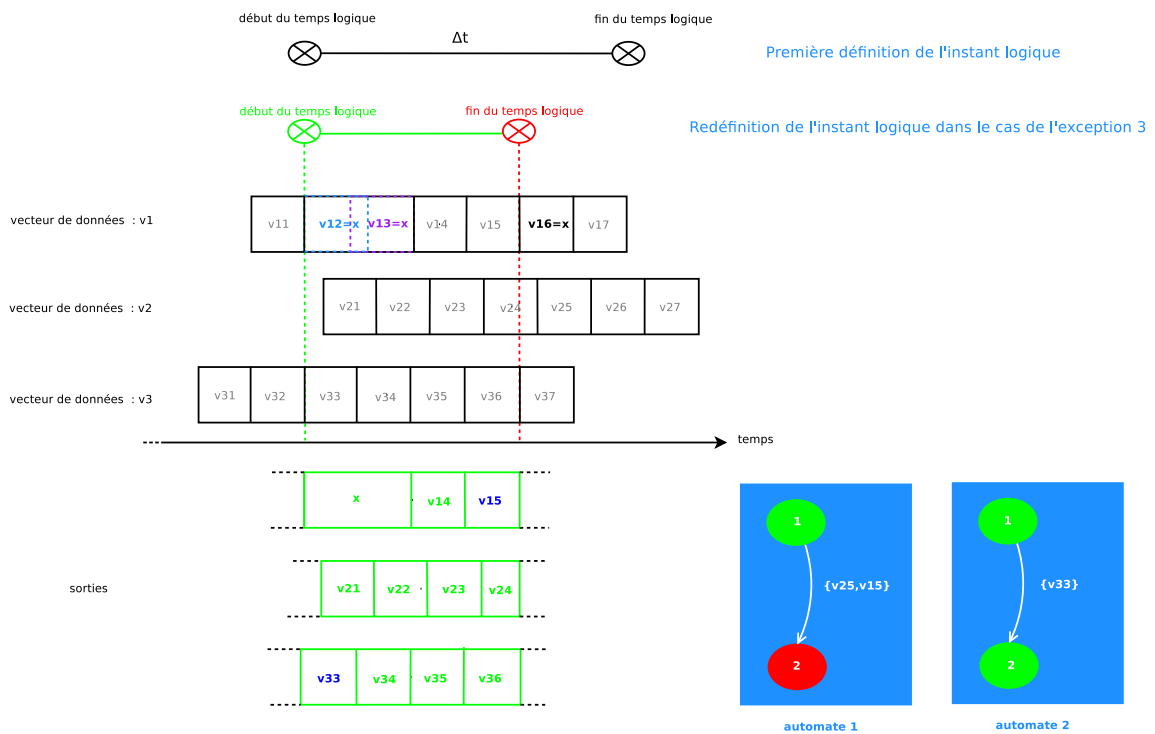 début du temps logique
fin du temps logique
Δt
Première définition de l'instant logique
début du temps logique
fin du temps logique
Redéfinition de l'instant logique dans le cas de l'exception 3
vecteur de données : v1
v11
v12=x
v13=x
v14
v15
v16=x
v17
vecteur de données : v2
v21
v22
v23
v24
v25
v26
v27
vecteur de données : v3
v31
v32
v33
v34
v35
v36
v37
temps
x
v14
v15
sorties
v21
v22
v23
v24
v33
v34
v35
v36
1
{v25,v15}
2
automate 1
1
{v33}
2
automate 2